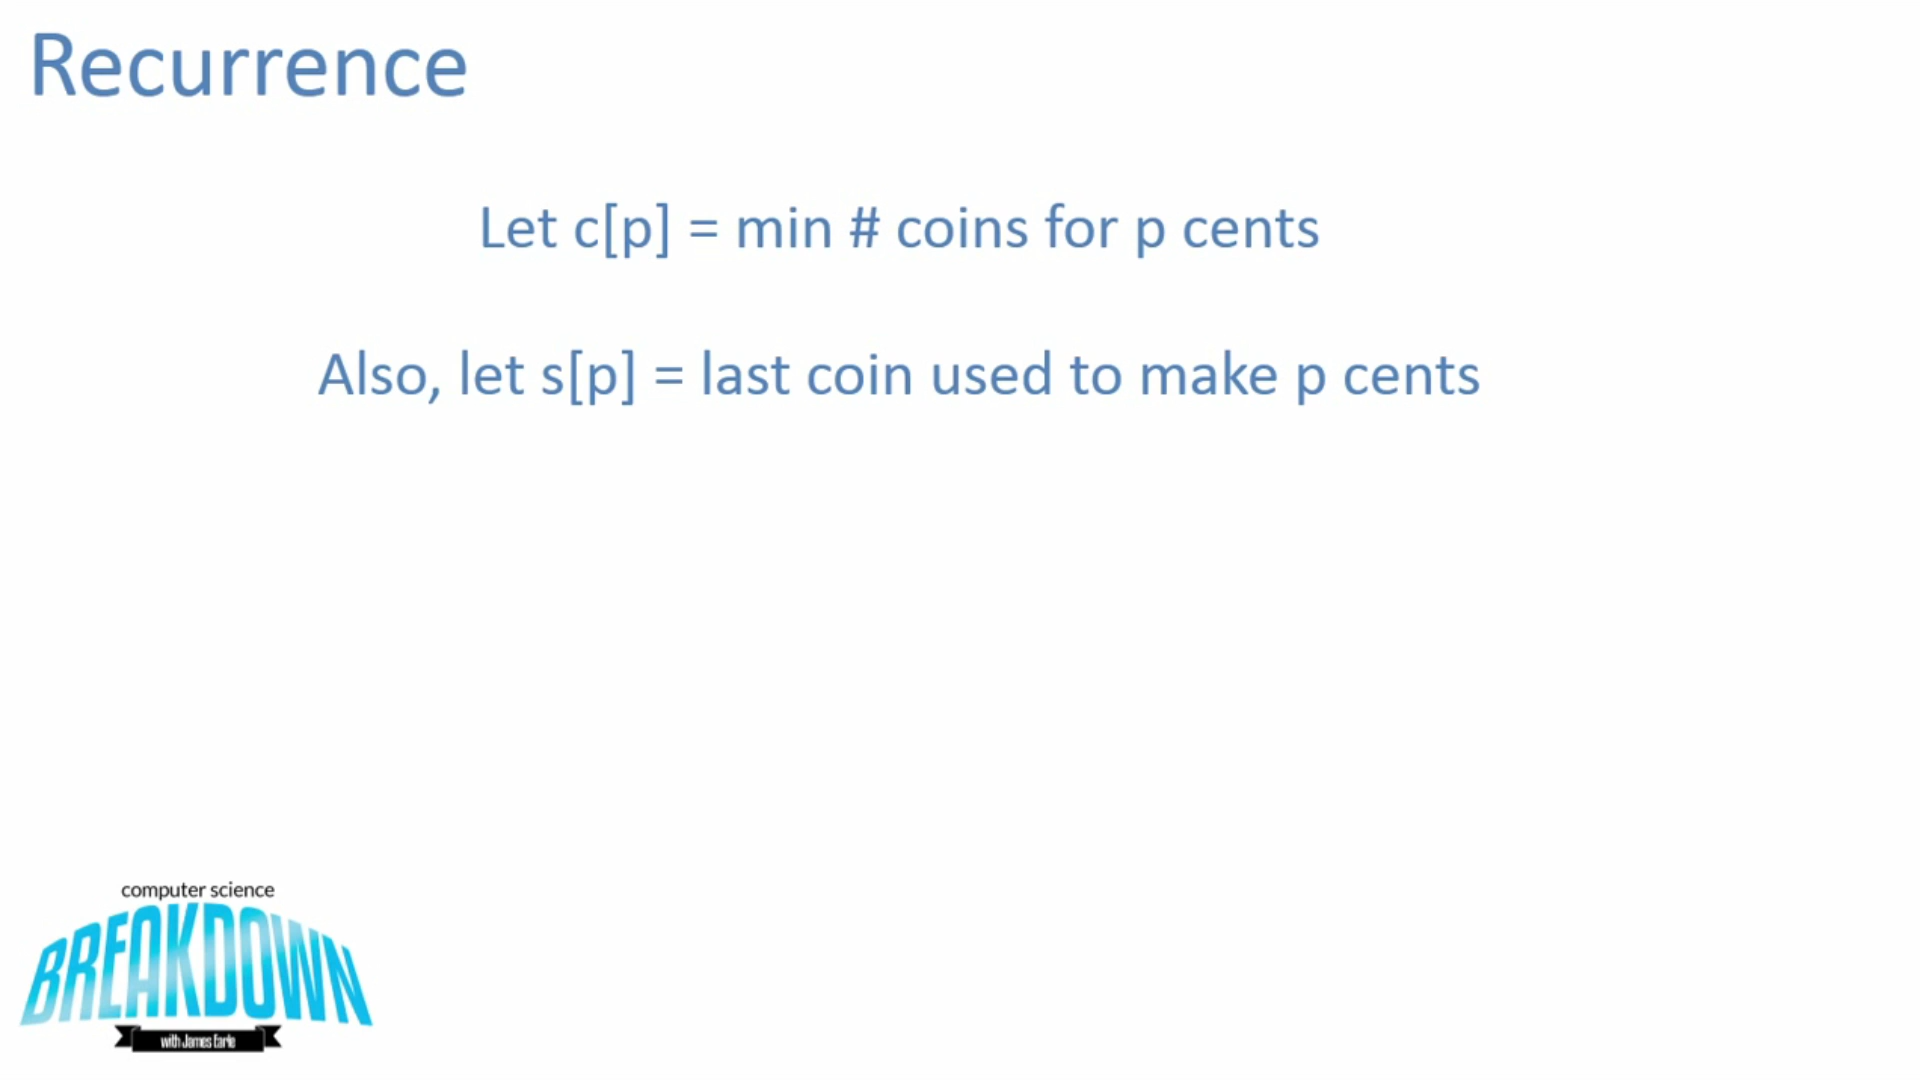 Recurrence
Let c[p] = min # coins for p cents
Also, let s[p] = last coin used to make p cents
computer science
BREAKDOWN
with James Earle